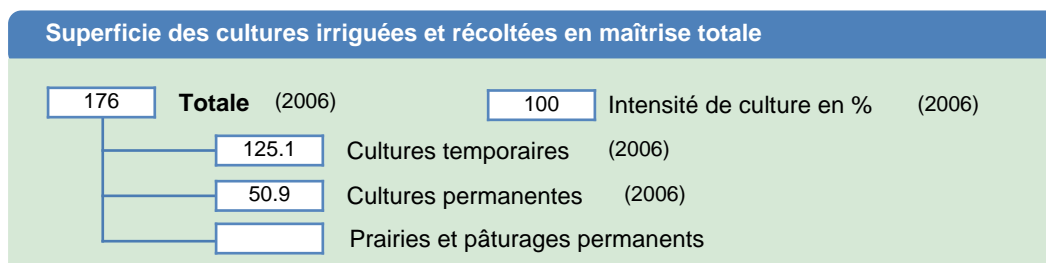 Superficie des cultures irriguées et récoltées en maîtrise totale
176 Totale (2006) 100 Intensité de culture en % (2006)
125.1 Cultures temporaires (2006)
50.9 Cultures permanentes (2006)
Prairies et pâturages permanents